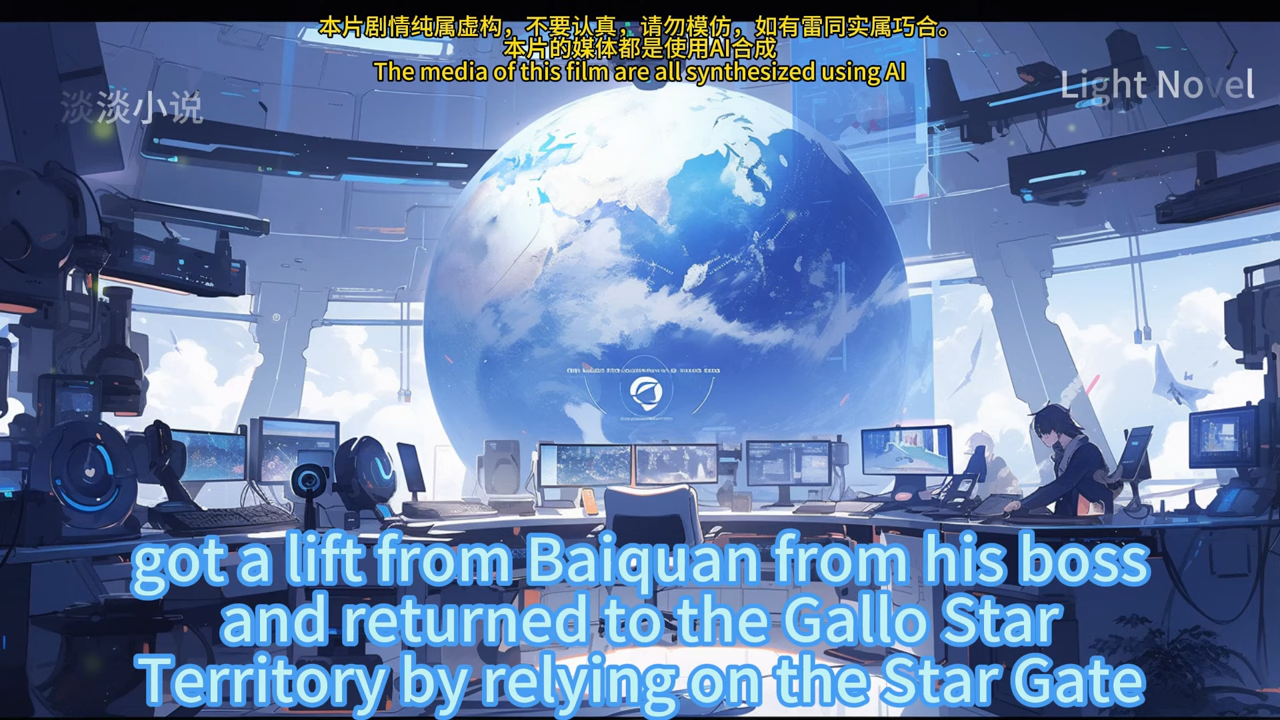 本片剧情纯属虚构，不要认真，请勿模仿，如有雷同实属巧合。
本片的媒体都是使用AI合成
The media of this film are all synthesized using AI
淡淡小说
Light Novel
got a lift from Baiquan from his boss
and returned to the Gallo Star
Territory by relying on the Star Gate